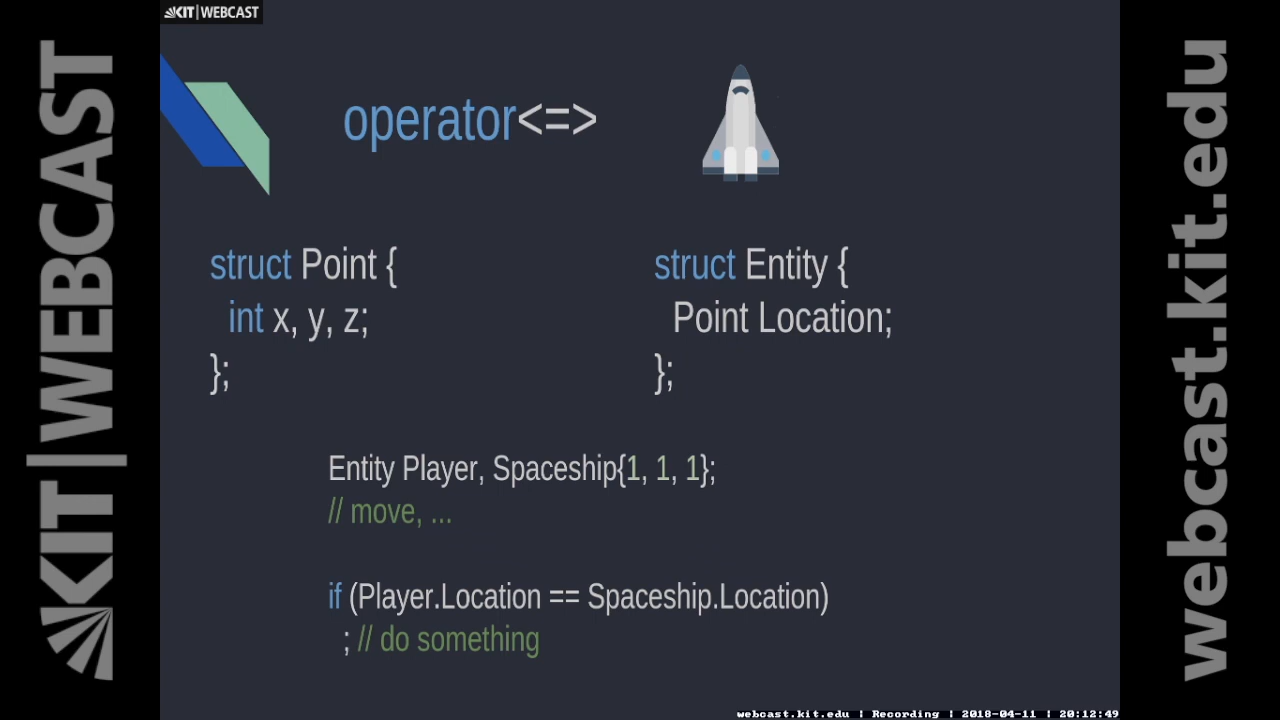 KIT|WEBCAST
KIT|WEBCAST
webcast.kit.edu
operator<=>
struct Point {
int x, y, z;
};
struct Entity {
Point Location;
};
Entity Player, Spaceship{1, 1, 1};
// move, ...
if (Player.Location == Spaceship.Location)
; // do something
webcast.kit.edu | Recording | 2018-04-11 | 20:12:49